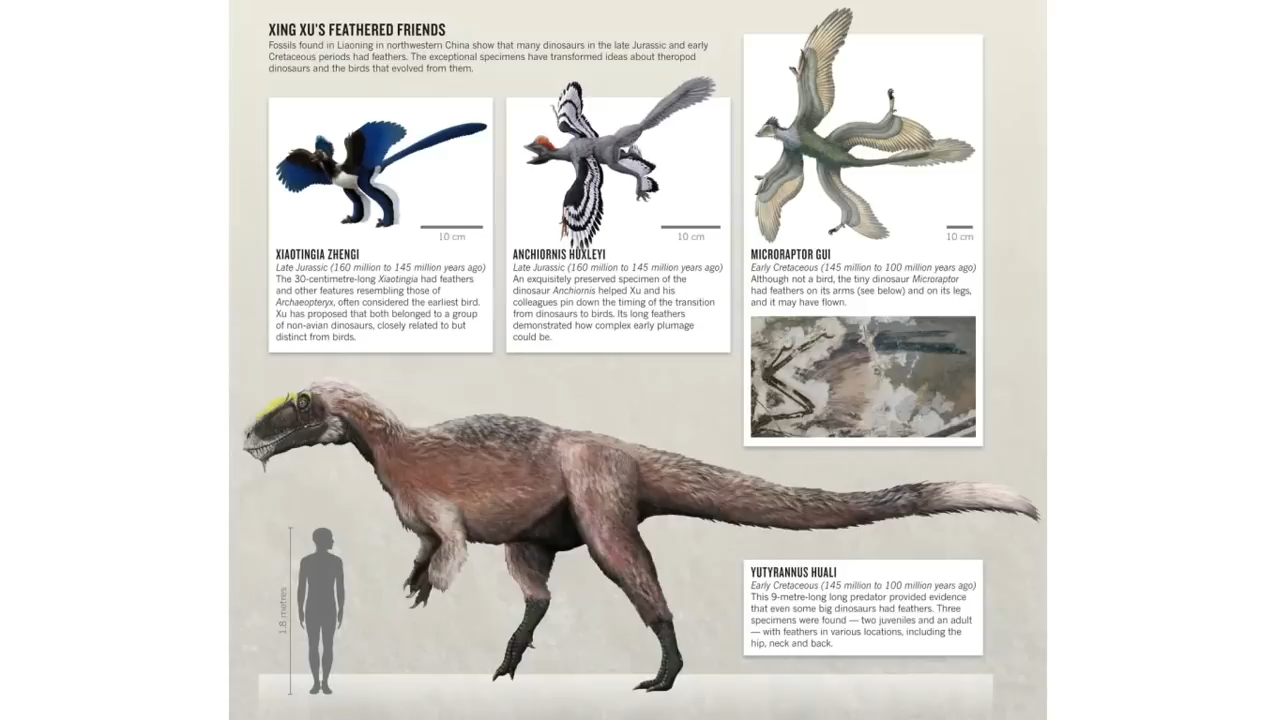 XING XU'S FEATHERED FRIENDS
Fossils found in Liaoning in northwestern China show that many dinosaurs in the late Jurassic and early
Cretaceous periods had feathers. The exceptional specimens have transformed ideas about theropod
dinosaurs and the birds that evolved from them.
10 cm
XIAOTINGIA ZHENGI
Late Jurassic (160 million to 145 million years ago)
The 30-centimetre-long Xiaotingia had feathers
and other features resembling those of
Archaeopteryx, often considered the earliest bird.
Xu has proposed that both belonged to a group
of non-avian dinosaurs, closely related to but
distinct from birds.
10 cm
ANCHIORNIS HUXLEYI
Late Jurassic (160 million to 145 million years ago)
An exquisitely preserved specimen of the
dinosaur Anchiornis helped Xu and his
colleagues pin down the timing of the transition
from dinosaurs to birds. Its long feathers
demonstrated how complex early plumage
could be.
10 cm
MICRORAPTOR GUI
Early Cretaceous (145 million to 100 million years ago)
Although not a bird, the tiny dinosaur Microraptor
had feathers on its arms (see below) and on its legs,
and it may have flown.
1.8 metres
YUTYRANNUS HUALI
Early Cretaceous (145 million to 100 million years ago)
This 9-metre-long long predator provided evidence
that even some big dinosaurs had feathers. Three
specimens were found — two juveniles and an adult
— with feathers in various locations, including the
hip, neck and back.